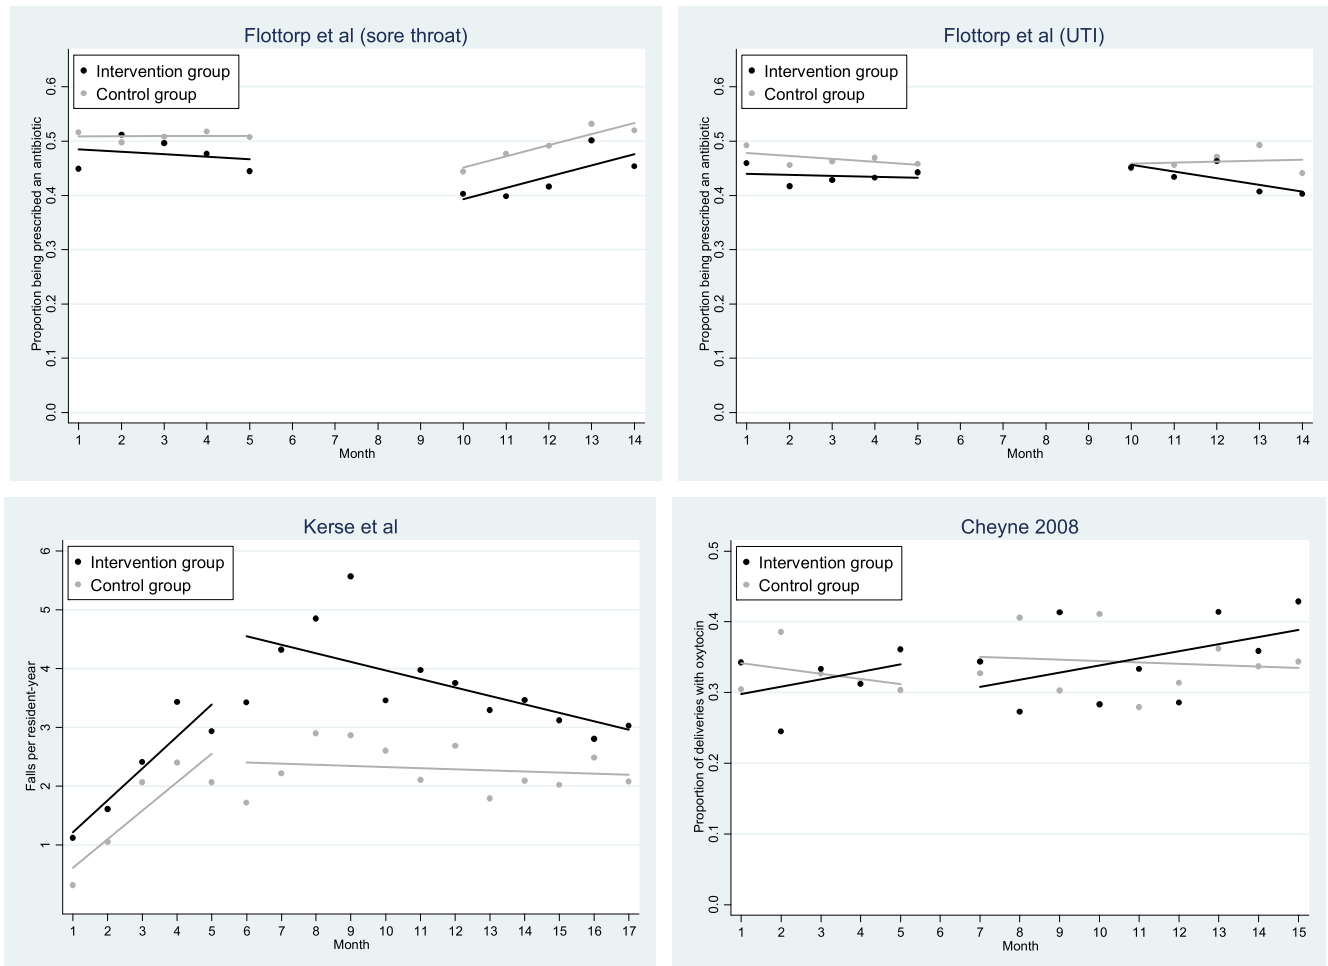 Flottorp et al (sore throat)
Intervention group
Control group
Proportion being prescribed an antibiotic
0.6
0.5
0.4
0.3
0.2
0.1
0.0
1 2 3 4 5 6 7 8 9 10 11 12 13 14
Month
Flottorp et al (UTI)
Intervention group
Control group
Proportion being prescribed an antibiotic
0.6
0.5
0.4
0.3
0.2
0.1
0.0
1 2 3 4 5 6 7 8 9 10 11 12 13 14
Month
Kerse et al
Intervention group
Control group
Falls per resident-year
6
5
4
3
2
1
1 2 3 4 5 6 7 8 9 10 11 12 13 14 15 16 17
Month
Cheyne 2008
Intervention group
Control group
Proportion of deliveries with oxytocin
0.5
0.4
0.3
0.2
0.1
0.0
1 2 3 4 5 6 7 8 9 10 11 12 13 14 15
Month